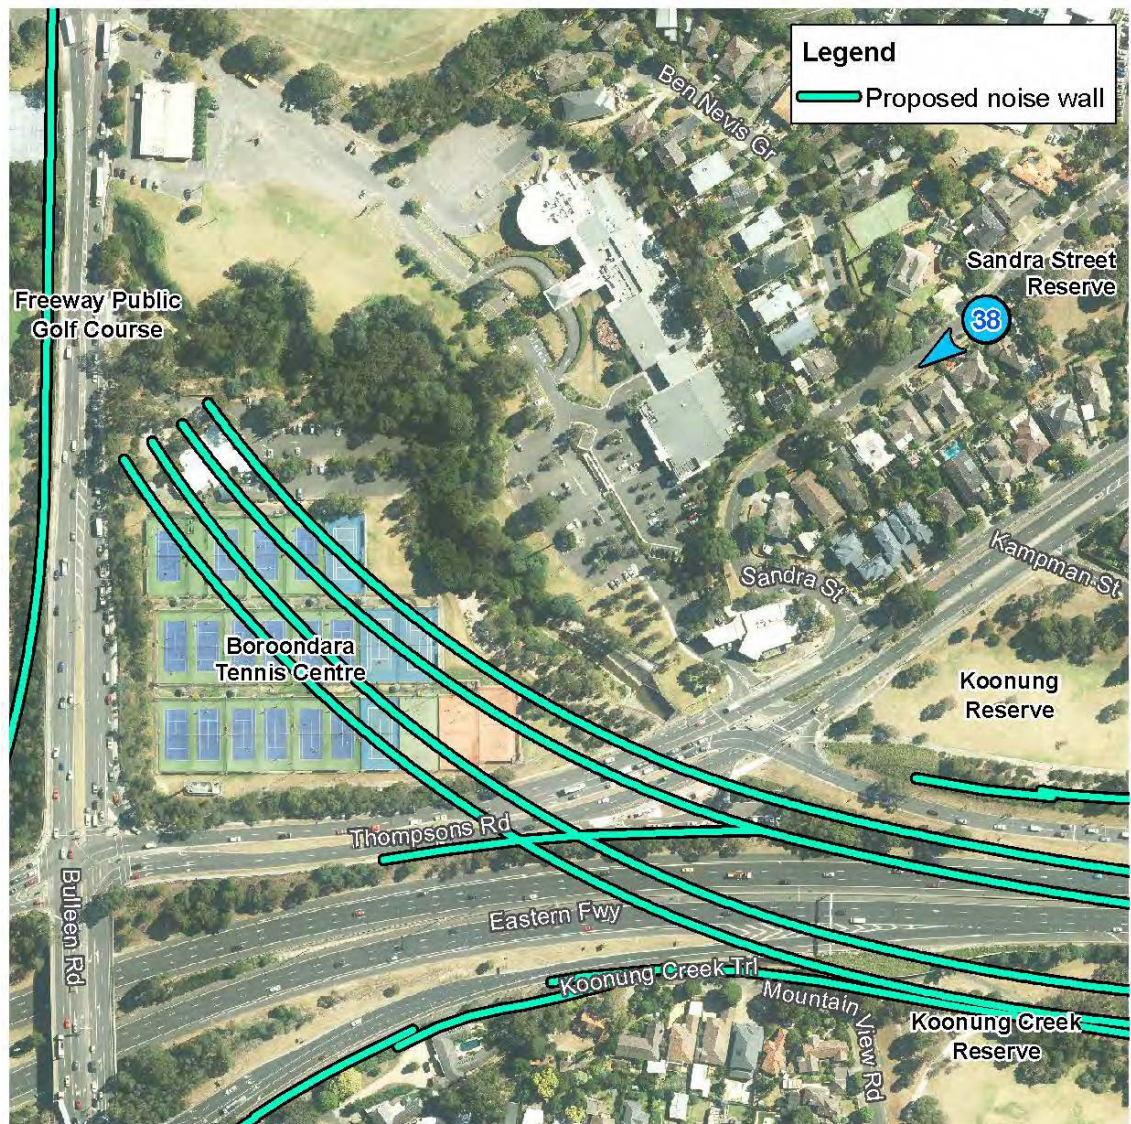 Legend
Proposed noise wall
Ben Nevis Gr
Sandra Street
Reserve
38
Freeway Public
Golf Course
Kampman St
Sandra St
Boroondara
Tennis Centre
Koonung
Reserve
Thompsons Rd
Bulleen Rd
Eastern Fwy
Koonung Creek Trl
Mountain View Rd
Koonung Creek
Reserve